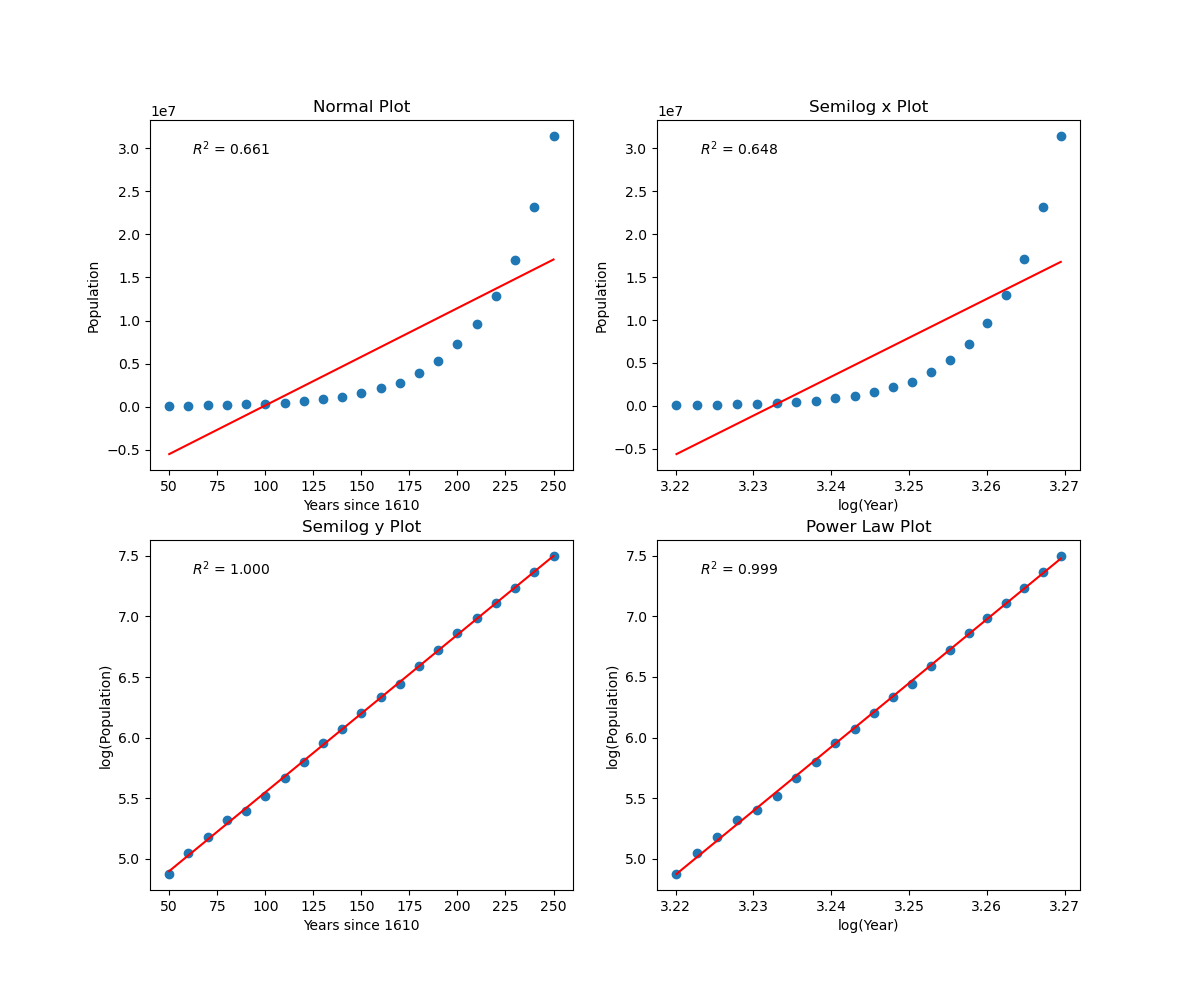 Normal Plot
1e7
R² = 0.661
3.0
2.5
2.0
1.5
1.0
0.5
0.0
−0.5
Population
50 75 100 125 150 175 200 225 250
Years since 1610
Semilog x Plot
1e7
R² = 0.648
3.0
2.5
2.0
1.5
1.0
0.5
0.0
−0.5
Population
3.22 3.23 3.24 3.25 3.26 3.27
log(Year)
Semilog y Plot
R² = 1.000
7.5
7.0
6.5
6.0
5.5
5.0
log(Population)
50 75 100 125 150 175 200 225 250
Years since 1610
Power Law Plot
R² = 0.999
7.5
7.0
6.5
6.0
5.5
5.0
log(Population)
3.22 3.23 3.24 3.25 3.26 3.27
log(Year)